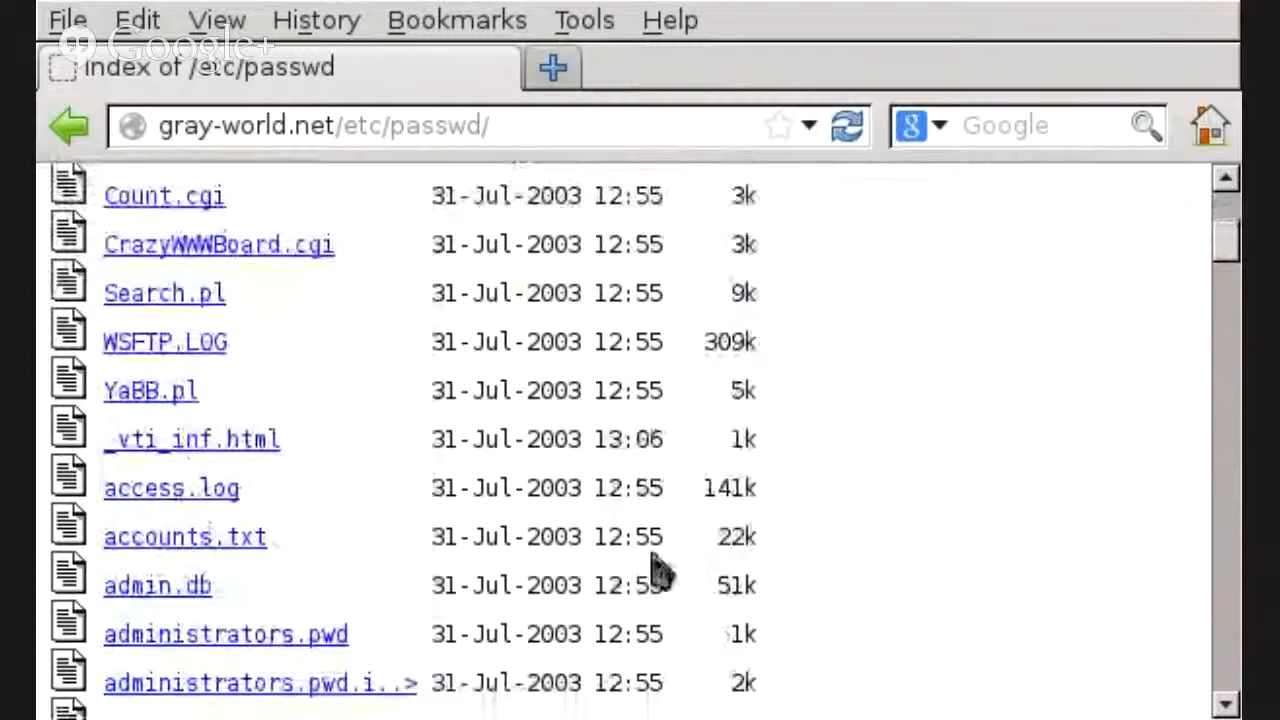 File Edit View History Bookmarks Tools Help
Google+
Index of /etc/passwd
gray-world.net/etc/passwd/ Google
Count.cgi 31-Jul-2003 12:55 3k
CrazyWWWBoard.cgi 31-Jul-2003 12:55 3k
Search.pl 31-Jul-2003 12:55 9k
WSFTP.LOG 31-Jul-2003 12:55 309k
YaBB.pl 31-Jul-2003 12:55 5k
_vti_inf.html 31-Jul-2003 13:06 1k
access.log 31-Jul-2003 12:55 141k
accounts.txt 31-Jul-2003 12:55 22k
admin.db 31-Jul-2003 12:55 51k
administrators.pwd 31-Jul-2003 12:55 1k
administrators.pwd.i..> 31-Jul-2003 12:55 2k